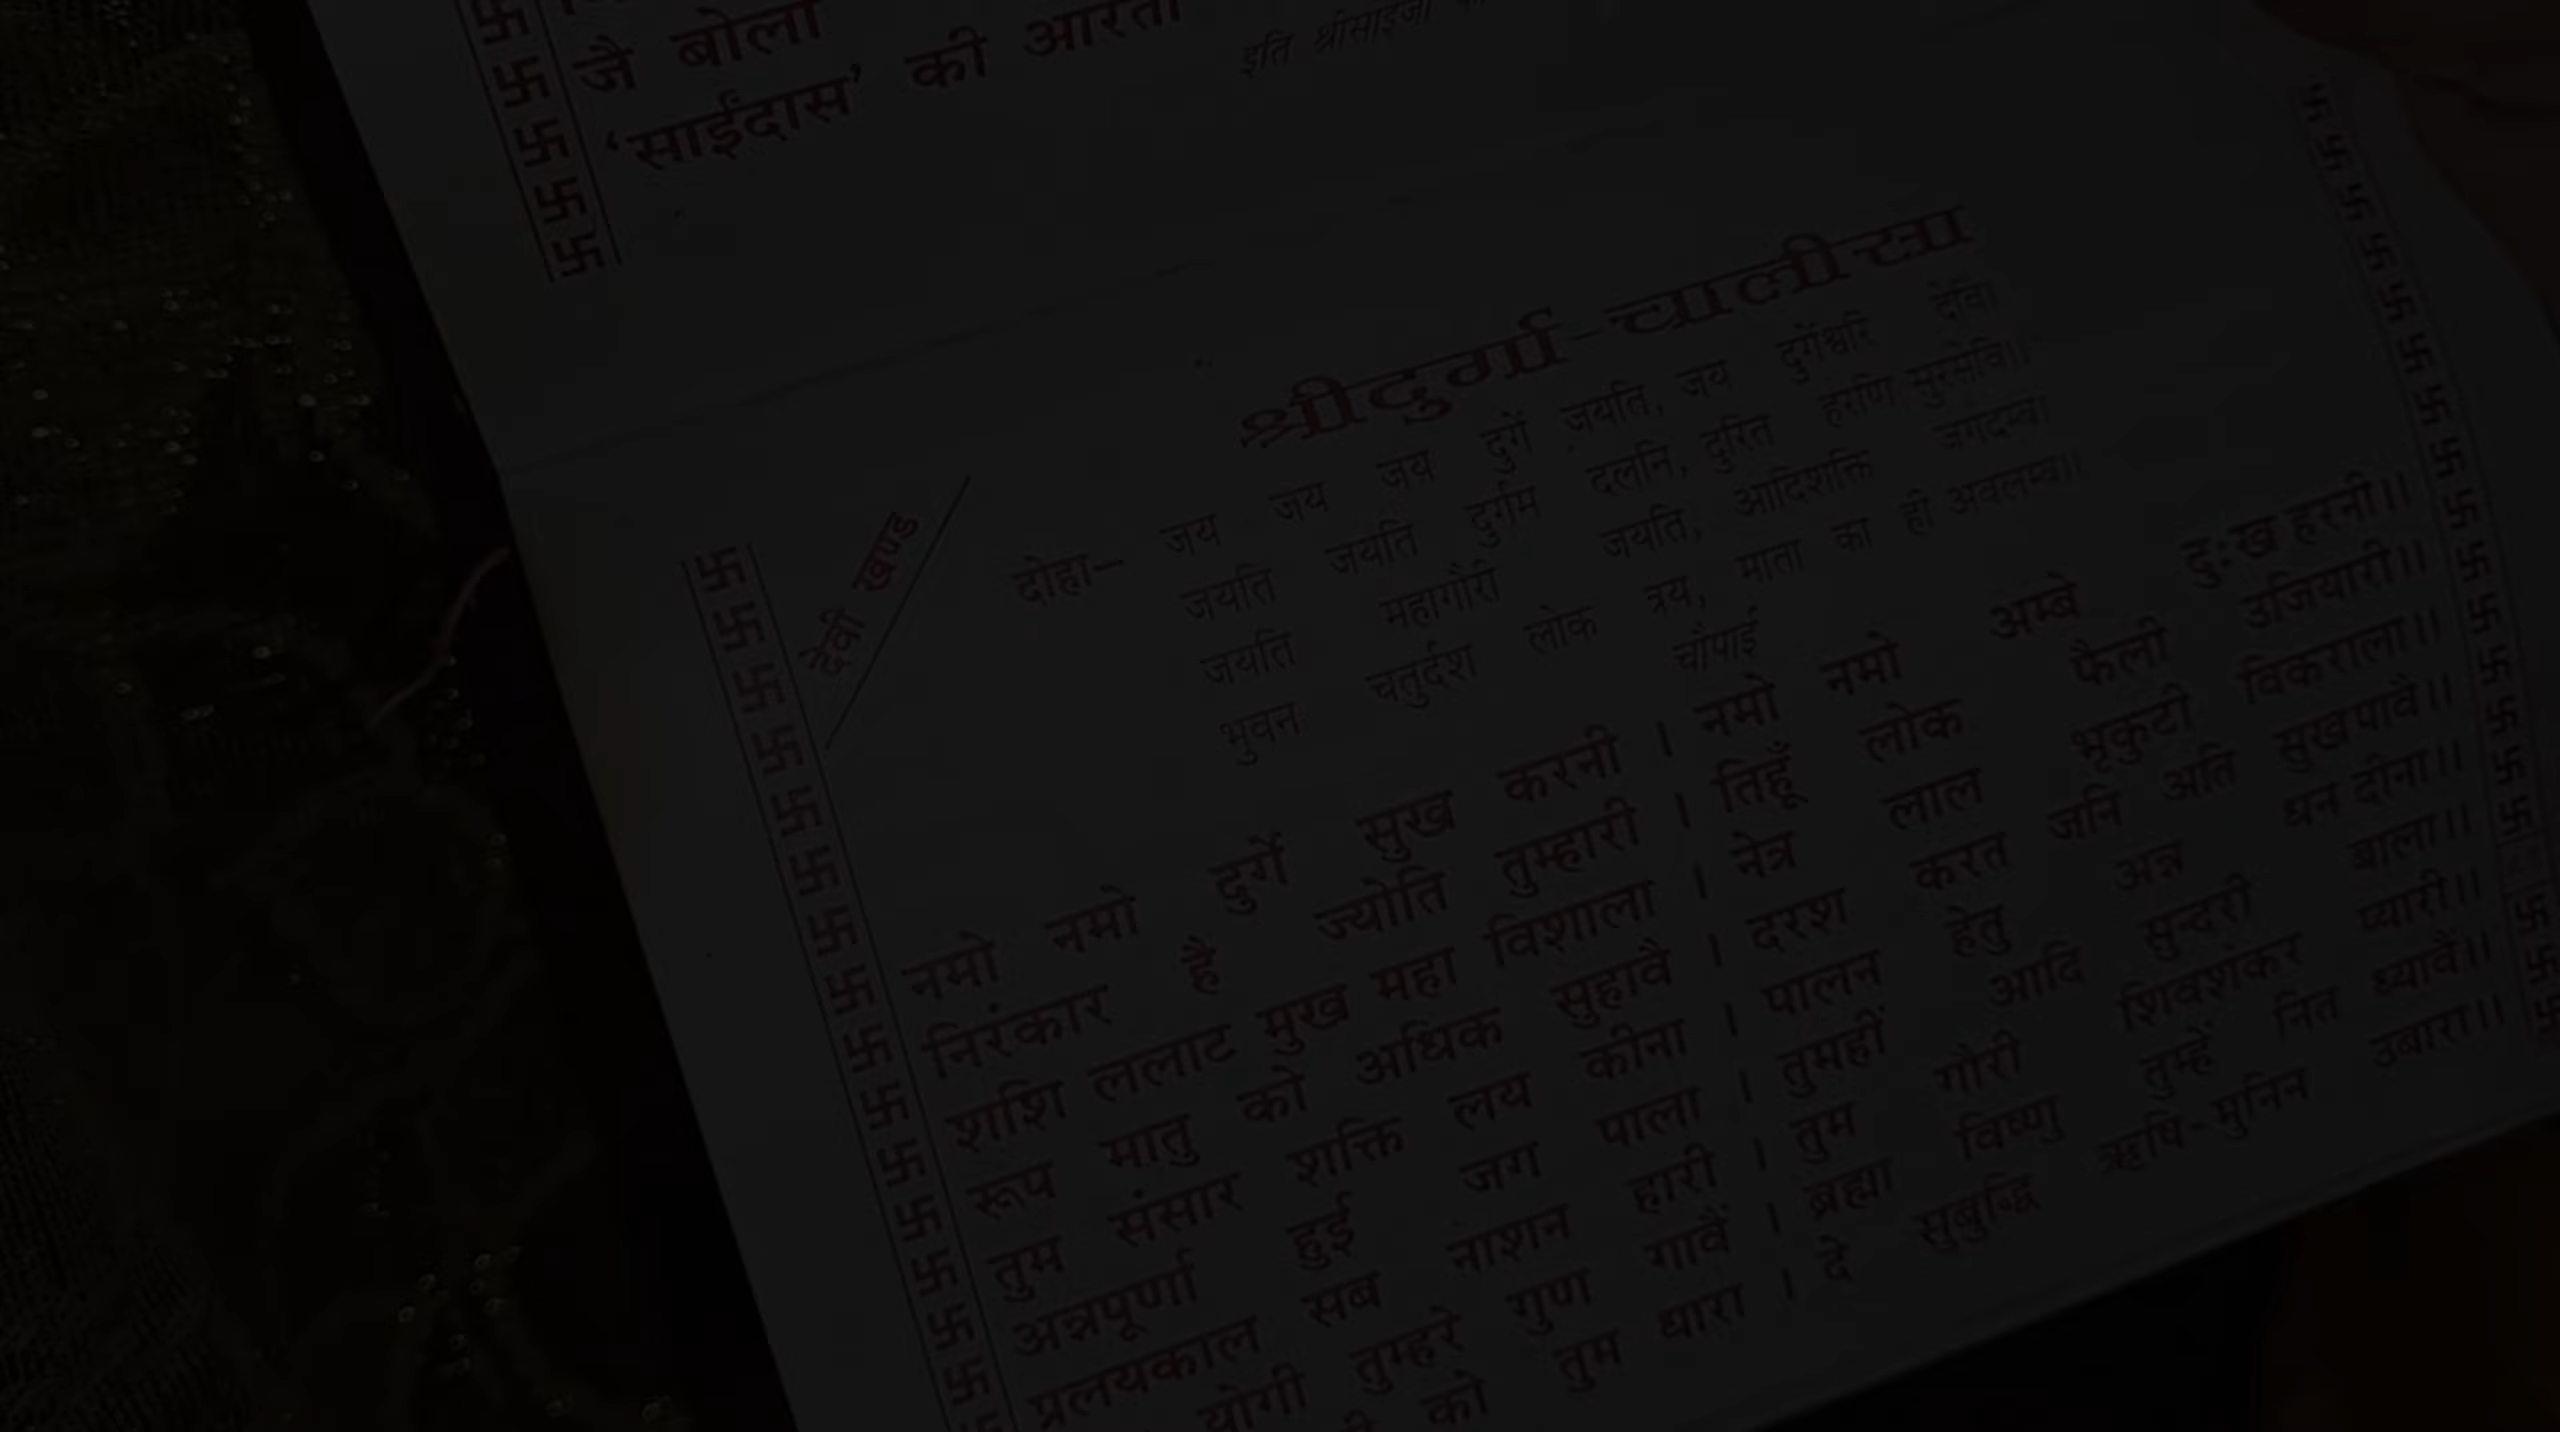 जै बोलो
‘साईंदास’ की आरती
इति श्रीसाईंजी
श्रीदुर्गा-चालीसा
देवी खण्ड
दोहा– जय जय जय दुर्गे जयति, जय दुर्गेश्वरि देवि।
जयति जयति दुर्गम दलनि, दुरित हरणि सुरसेवि।।
जयति महागौरी जयति, आदिशक्ति जगदम्ब।
भुवन चतुर्दश लोक त्रय, माता का ही अवलम्ब।।
चौपाई
नमो नमो दुर्गे सुख करनी । नमो नमो अम्बे दुःख हरनी।।
निरंकार है ज्योति तुम्हारी । तिहूँ लोक फैली उजियारी।।
शशि ललाट मुख महा विशाला । नेत्र लाल भृकुटी विकराला।।
रूप मातु को अधिक सुहावै । दरश करत जनि अति सुखपावै।।
तुम संसार शक्ति लय कीना । पालन हेतु अन्न धन दीना।।
अन्नपूर्णा हुई जग पाला । तुमहीं आदि सुन्दरी बाला।।
प्रलयकाल सब नाशन हारी । तुम गौरी शिवशंकर प्यारी।।
योगी तुम्हरे गुण गावैं । ब्रह्मा विष्णु तुम्हें नित ध्यावैं।।
को तुम धारा । दे सुबुद्धि ऋषि-मुनिन उबारा।।